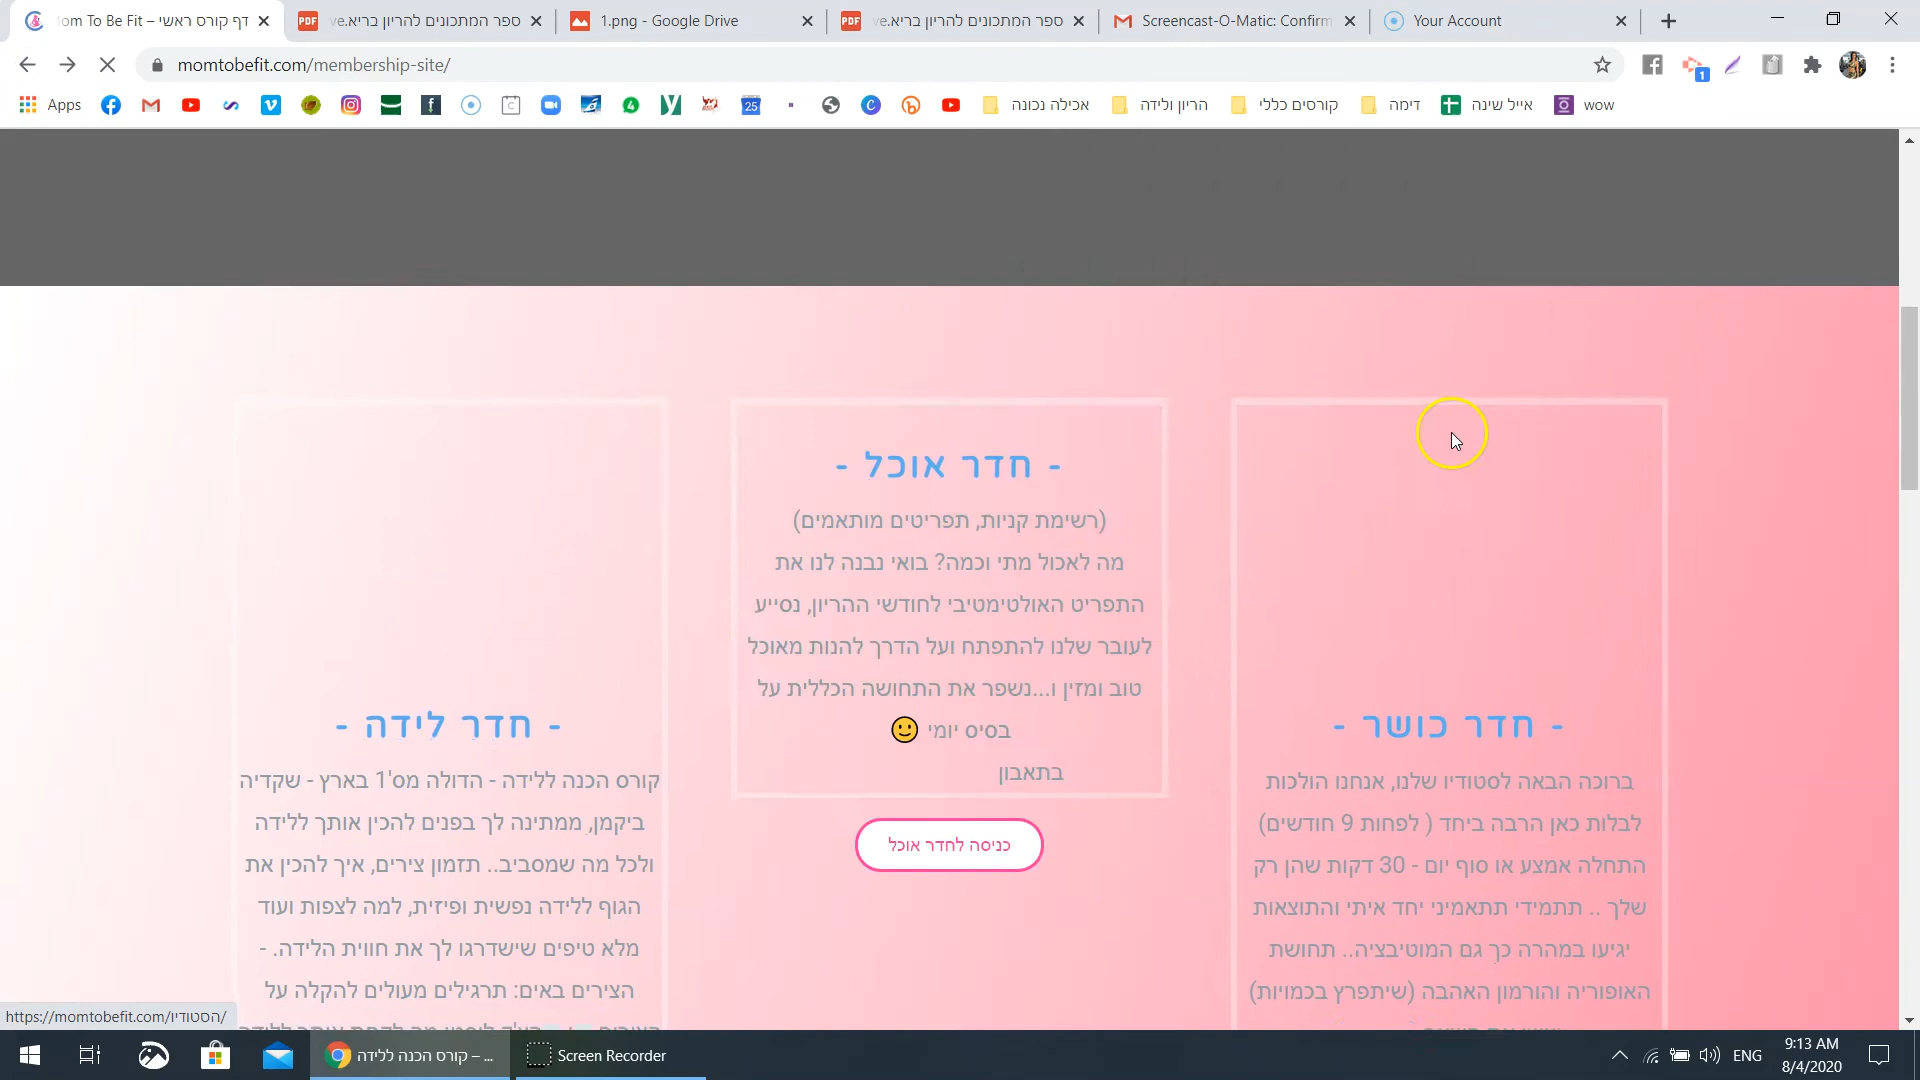 דף קורס ראשי – Mom To Be Fit
ספר המתכונים להריון בריא.
1.png - Google Drive
ספר המתכונים להריון בריא.
Screencast-O-Matic: Confirm
Your Account
momtobefit.com/membership-site/
1
Apps
25
אכילה נכונה
הריון ולידה
קורסים כללי
דימה
אייל שינה
wow
- חדר כושר -
ברוכה הבאה לסטודיו שלנו, אנחנו הולכות
לבלות כאן הרבה ביחד ( לפחות 9 חודשים)
התחלה אמצע או סוף יום - 30 דקות שהן רק
שלך .. תתמידי תתאמיני יחד איתי והתוצאות
יגיעו במהרה כך גם המוטיבציה.. תחושת
האופוריה והורמון האהבה (שיתפרץ בכמויות)
- חדר אוכל -
(רשימת קניות, תפריטים מותאמים)
מה לאכול מתי וכמה? בואי נבנה לנו את
התפריט האולטימטיבי לחודשי ההריון, נסייע
לעובר שלנו להתפתח ועל הדרך להנות מאוכל
טוב ומזין ו...נשפר את התחושה הכללית על
בסיס יומי 🙂
בתאבון
כניסה לחדר אוכל
- חדר לידה -
קורס הכנה ללידה - הדולה מס'1 בארץ - שקדיה
ביקמן, ממתינה לך בפנים להכין אותך ללידה
ולכל מה שמסביב.. תזמון צירים, איך להכין את
הגוף ללידה נפשית ופיזית, למה לצפות ועוד
מלא טיפים שישדרגו לך את חווית הלידה. -
הצירים באים: תרגילים מעולים להקלה על
https://momtobefit.com/הסטודיו/
קורס הכנה ללידה – ...
Screen Recorder
ENG
9:13 AM
8/4/2020